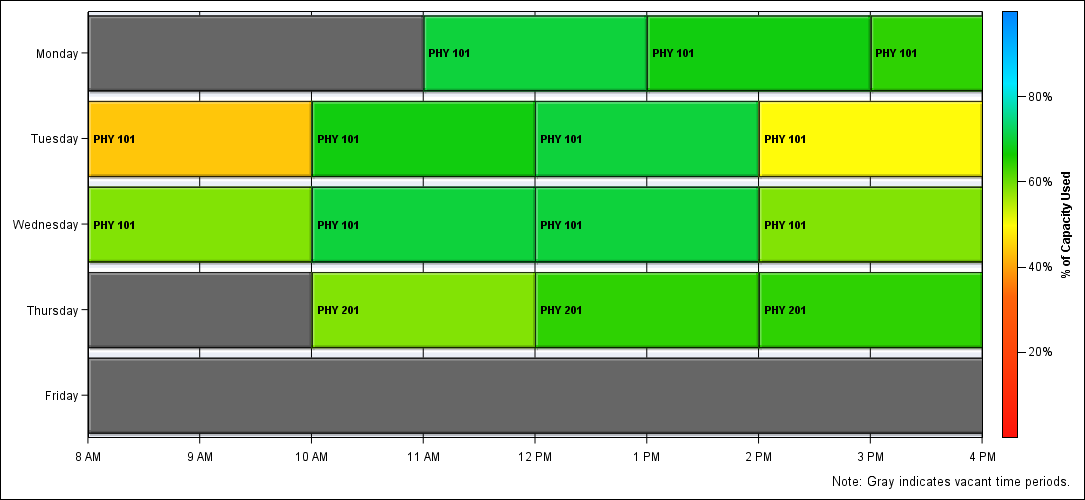 Monday
PHY 101
PHY 101
PHY 101
Tuesday
PHY 101
PHY 101
PHY 101
PHY 101
Wednesday
PHY 101
PHY 101
PHY 101
PHY 101
Thursday
PHY 201
PHY 201
PHY 201
Friday
8 AM
9 AM
10 AM
11 AM
12 PM
1 PM
2 PM
3 PM
4 PM
80%
60%
40%
20%
% of Capacity Used
Note: Gray indicates vacant time periods.